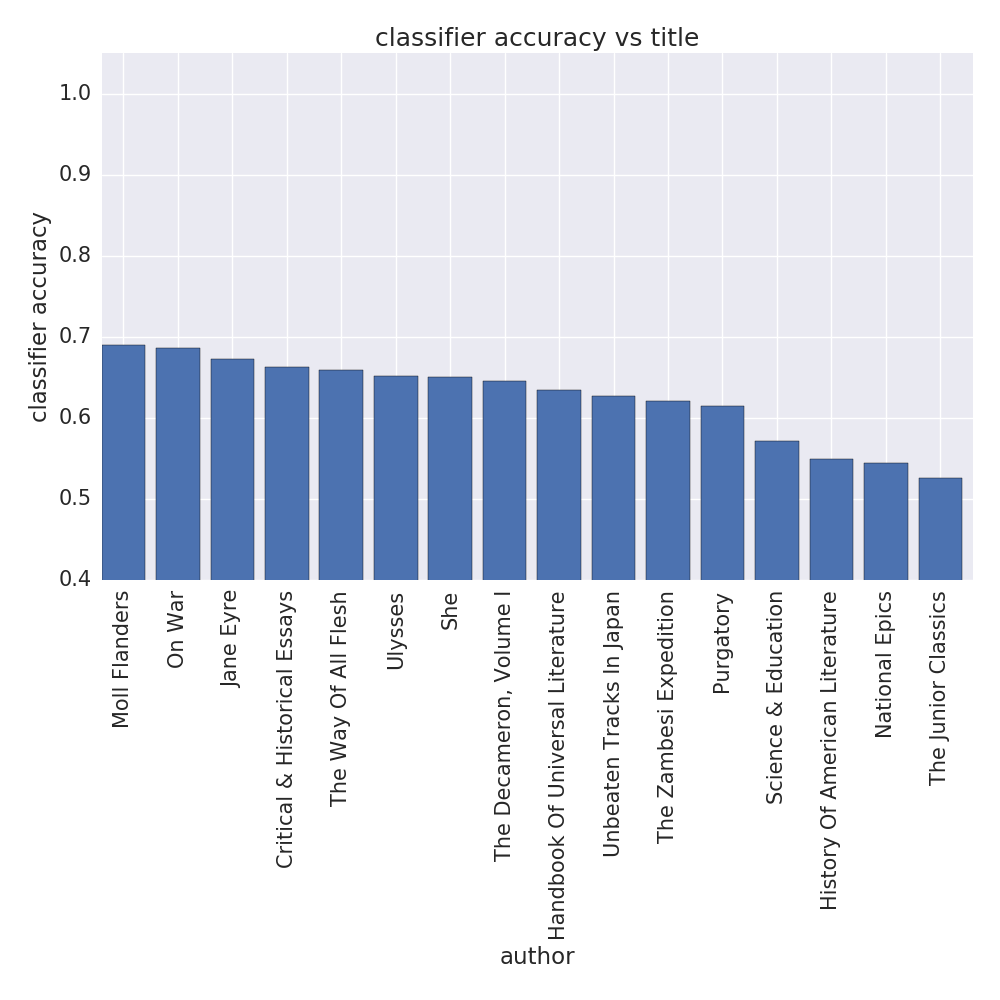 classifier accuracy vs title
classifier accuracy
1.0
0.9
0.8
0.7
0.6
0.5
0.4
Moll Flanders
On War
Jane Eyre
Critical & Historical Essays
The Way Of All Flesh
Ulysses
She
The Decameron, Volume I
Handbook Of Universal Literature
Unbeaten Tracks In Japan
The Zambesi Expedition
Purgatory
Science & Education
History Of American Literature
National Epics
The Junior Classics
author